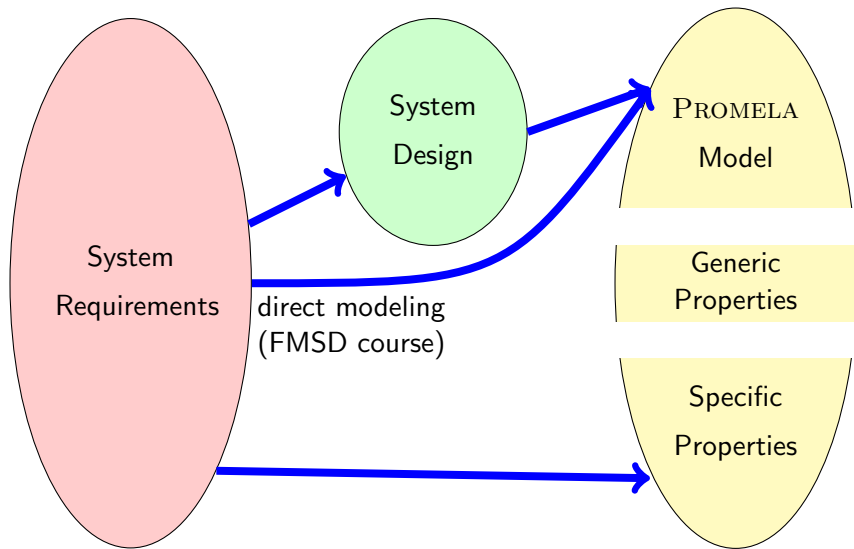 System
Requirements
System
Design
direct modeling
(FMSD course)
PROMELA
Model
Generic
Properties
Specific
Properties